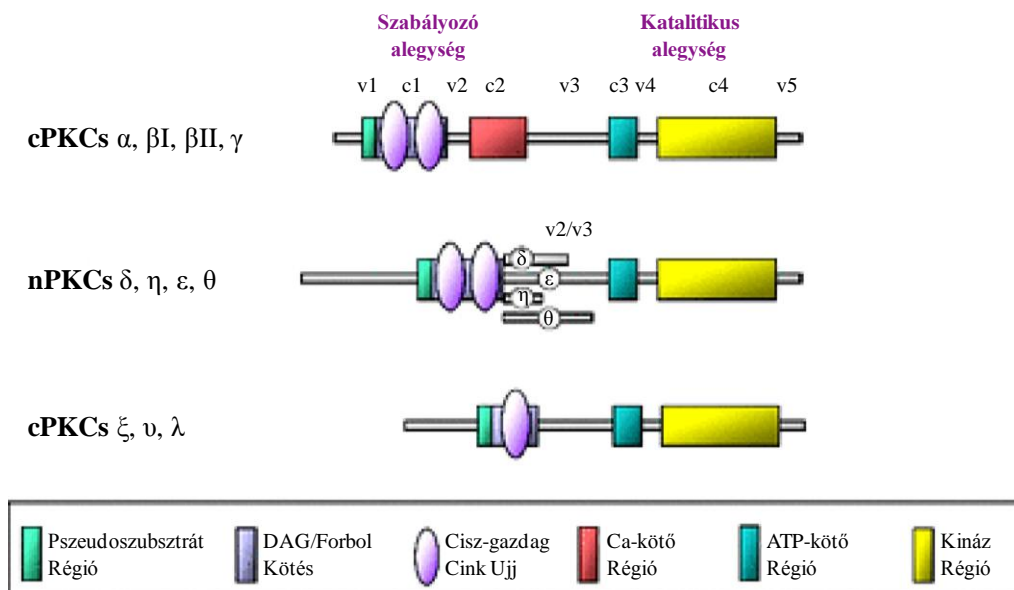 Szabályozó
alegység
Katalitikus
alegység
v1 c1 v2 c2 v3 c3 v4 c4 v5
cPKCs α, βI, βII, γ
v2/v3
δ
nPKCs δ, η, ε, θ
ε
η
θ
cPKCs ξ, υ, λ
Pszeudoszubsztrát
Régió
DAG/Forbol
Kötés
Cisz-gazdag
Cink Ujj
Ca-kötő
Régió
ATP-kötő
Régió
Kináz
Régió